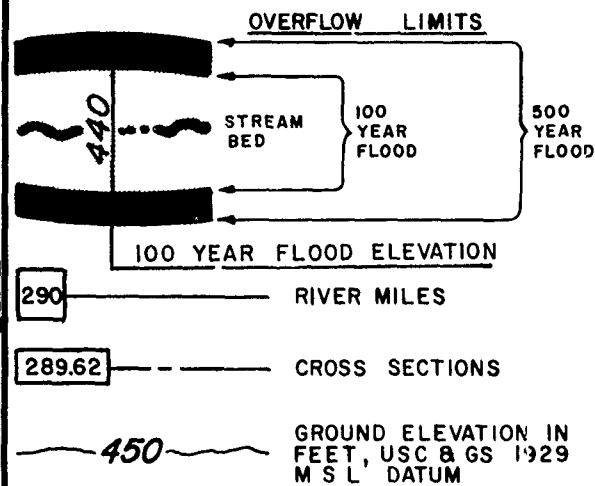 OVERFLOW LIMITS
440
STREAM
BED
100
YEAR
FLOOD
500
YEAR
FLOOD
100 YEAR FLOOD ELEVATION
290
RIVER MILES
289.62
CROSS SECTIONS
450
GROUND ELEVATION IN
FEET, USC & GS 1929
M S L DATUM